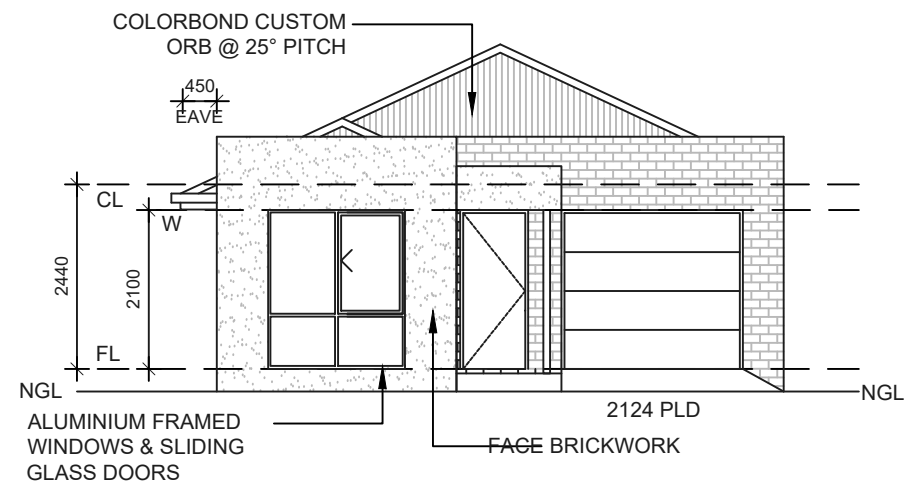 COLORBOND CUSTOM
ORB @ 25° PITCH
450
EAVE
CL
W
2440
2100
FL
NGL
NGL
2124 PLD
ALUMINIUM FRAMED
WINDOWS & SLIDING
GLASS DOORS
FACE BRICKWORK